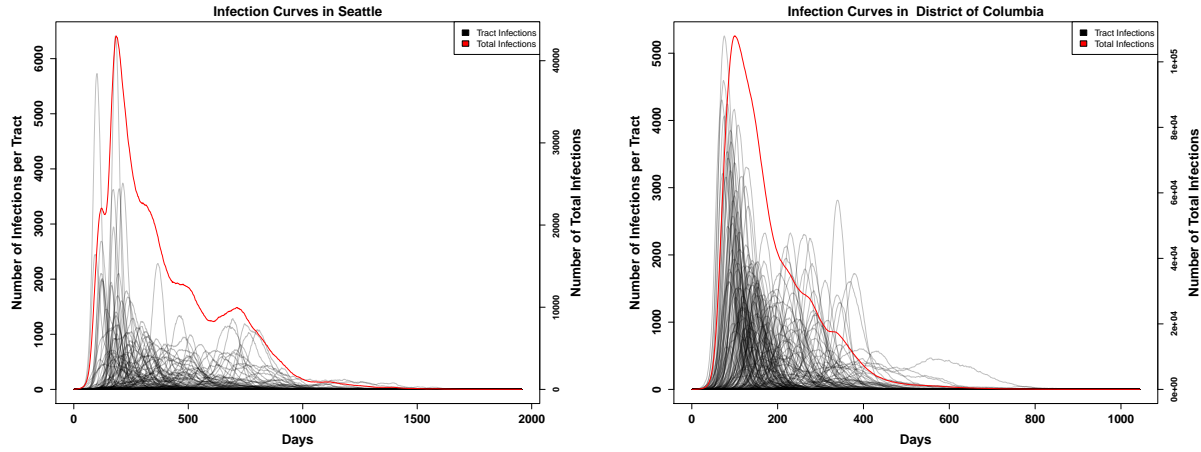 Infection Curves in Seattle
Tract Infections
Total Infections
Number of Infections per Tract
0
1000
2000
3000
4000
5000
6000
Number of Total Infections
0
10000
20000
30000
40000
0
500
1000
1500
2000
Days
Infection Curves in District of Columbia
Tract Infections
Total Infections
Number of Infections per Tract
0
1000
2000
3000
4000
5000
Number of Total Infections
0e+00
2e+04
4e+04
6e+04
8e+04
1e+05
0
200
400
600
800
1000
Days